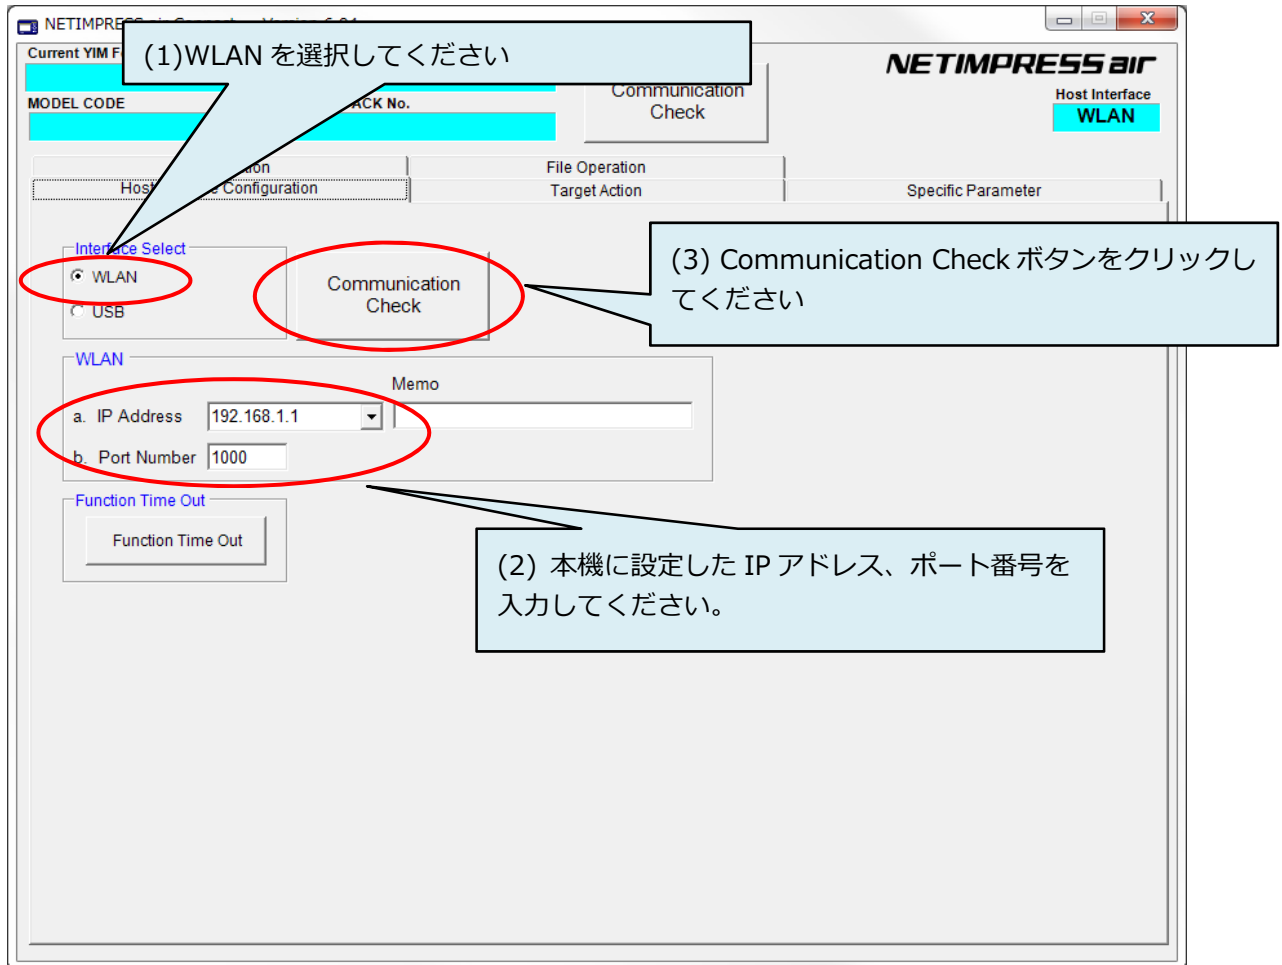 NETIMPRESS air
Current YIM F
(1)WLAN を選択してください
NETIMPRESS air
Communication
Check
Host Interface
WLAN
MODEL CODE
ACK No.
File Operation
Host
Configuration
Target Action
Specific Parameter
Interface Select
WLAN
USB
Communication
Check
(3) Communication Check ボタンをクリックし
てください
WLAN
Memo
a. IP Address 192.168.1.1
b. Port Number 1000
Function Time Out
Function Time Out
(2) 本機に設定した IP アドレス、ポート番号を
入力してください。